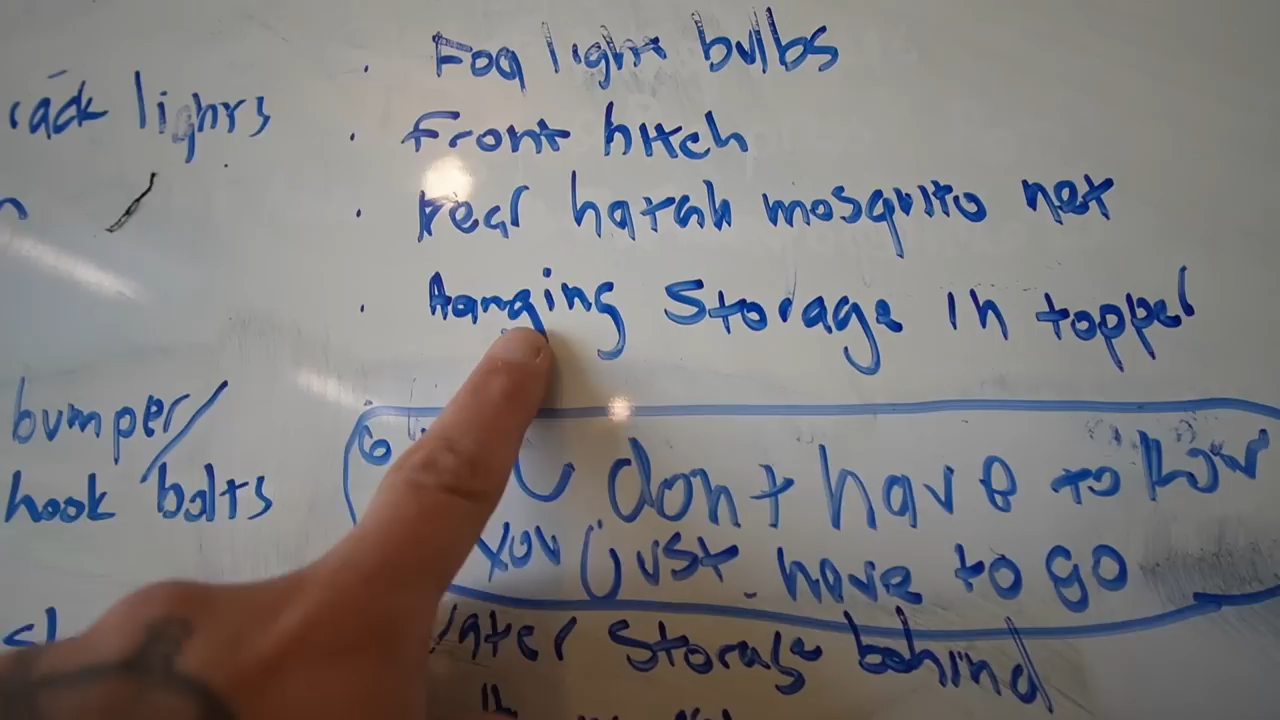 rack lights
Fog light bulbs
Front hitch
rear hatch mosquito net
Hanging Storage in topper
bumper/
hook bolts
U don't have to know
you just have to go
water Storage behind